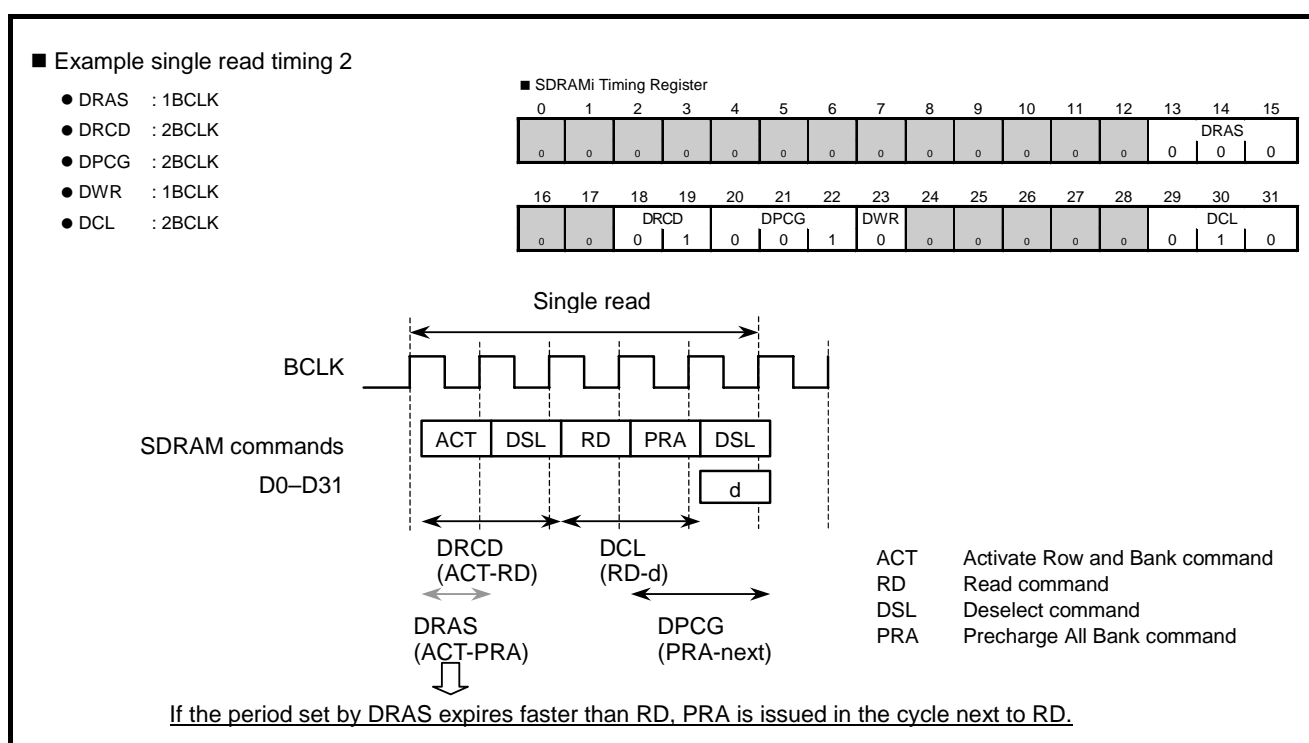 ■ Example single read timing 2
● DRAS : 1BCLK
● DRCD : 2BCLK
● DPCG : 2BCLK
● DWR : 1BCLK
● DCL : 2BCLK
■ SDRAMi Timing Register
0 1 2 3 4 5 6 7 8 9 10 11 12 13 14 15
DRAS
0 0 0 0 0 0 0 0 0 0 0 0 0 0 0 0
16 17 18 19 20 21 22 23 24 25 26 27 28 29 30 31
DRCD DPCG DWR DCL
0 0 0 1 0 0 1 0 0 0 0 0 0 0 1 0
Single read
BCLK
SDRAM commands ACT DSL RD PRA DSL
D0–D31 d
DRCD DCL
(ACT-RD) (RD-d)
DRAS DPCG
(ACT-PRA) (PRA-next)
ACT Activate Row and Bank command
RD Read command
DSL Deselect command
PRA Precharge All Bank command
If the period set by DRAS expires faster than RD, PRA is issued in the cycle next to RD.